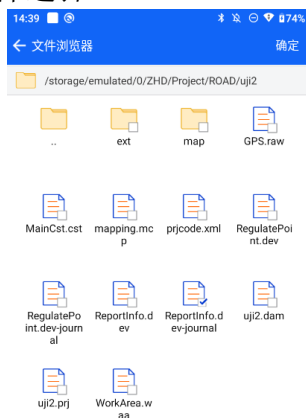 14:39 74%
文件浏览器 确定
/storage/emulated/0/ZHD/Project/ROAD/uji2
.. ext map GPS.raw
MainCst.cst mapping.mc
p prjcode.xml RegulatePoi
nt.dev
RegulatePo
int.dev-journ
al ReportInfo.d
ev ReportInfo.d
ev-journal uji2.dam
uji2.prj WorkArea.w
aa